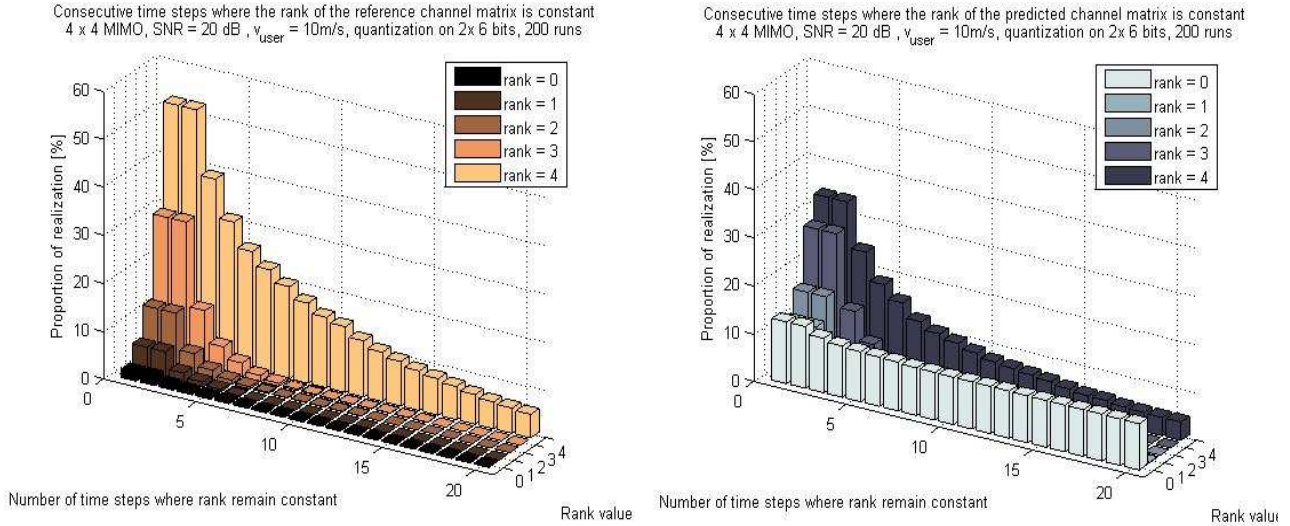 Consecutive time steps where the rank of the reference channel matrix is constant
4 x 4 MIMO, SNR = 20 dB , v_user = 10m/s, quantization on 2x 6 bits, 200 runs
60
50
40
30
20
10
0
Proportion of realization [%]
rank = 0
rank = 1
rank = 2
rank = 3
rank = 4
0
5
10
15
20
0
1
2
3
4
Number of time steps where rank remain constant
Rank value
Consecutive time steps where the rank of the predicted channel matrix is constant
4 x 4 MIMO, SNR = 20 dB , v_user = 10m/s, quantization on 2x 6 bits, 200 runs
60
50
40
30
20
10
0
Proportion of realization [%]
rank = 0
rank = 1
rank = 2
rank = 3
rank = 4
0
5
10
15
20
0
1
2
3
4
Number of time steps where rank remain constant
Rank value